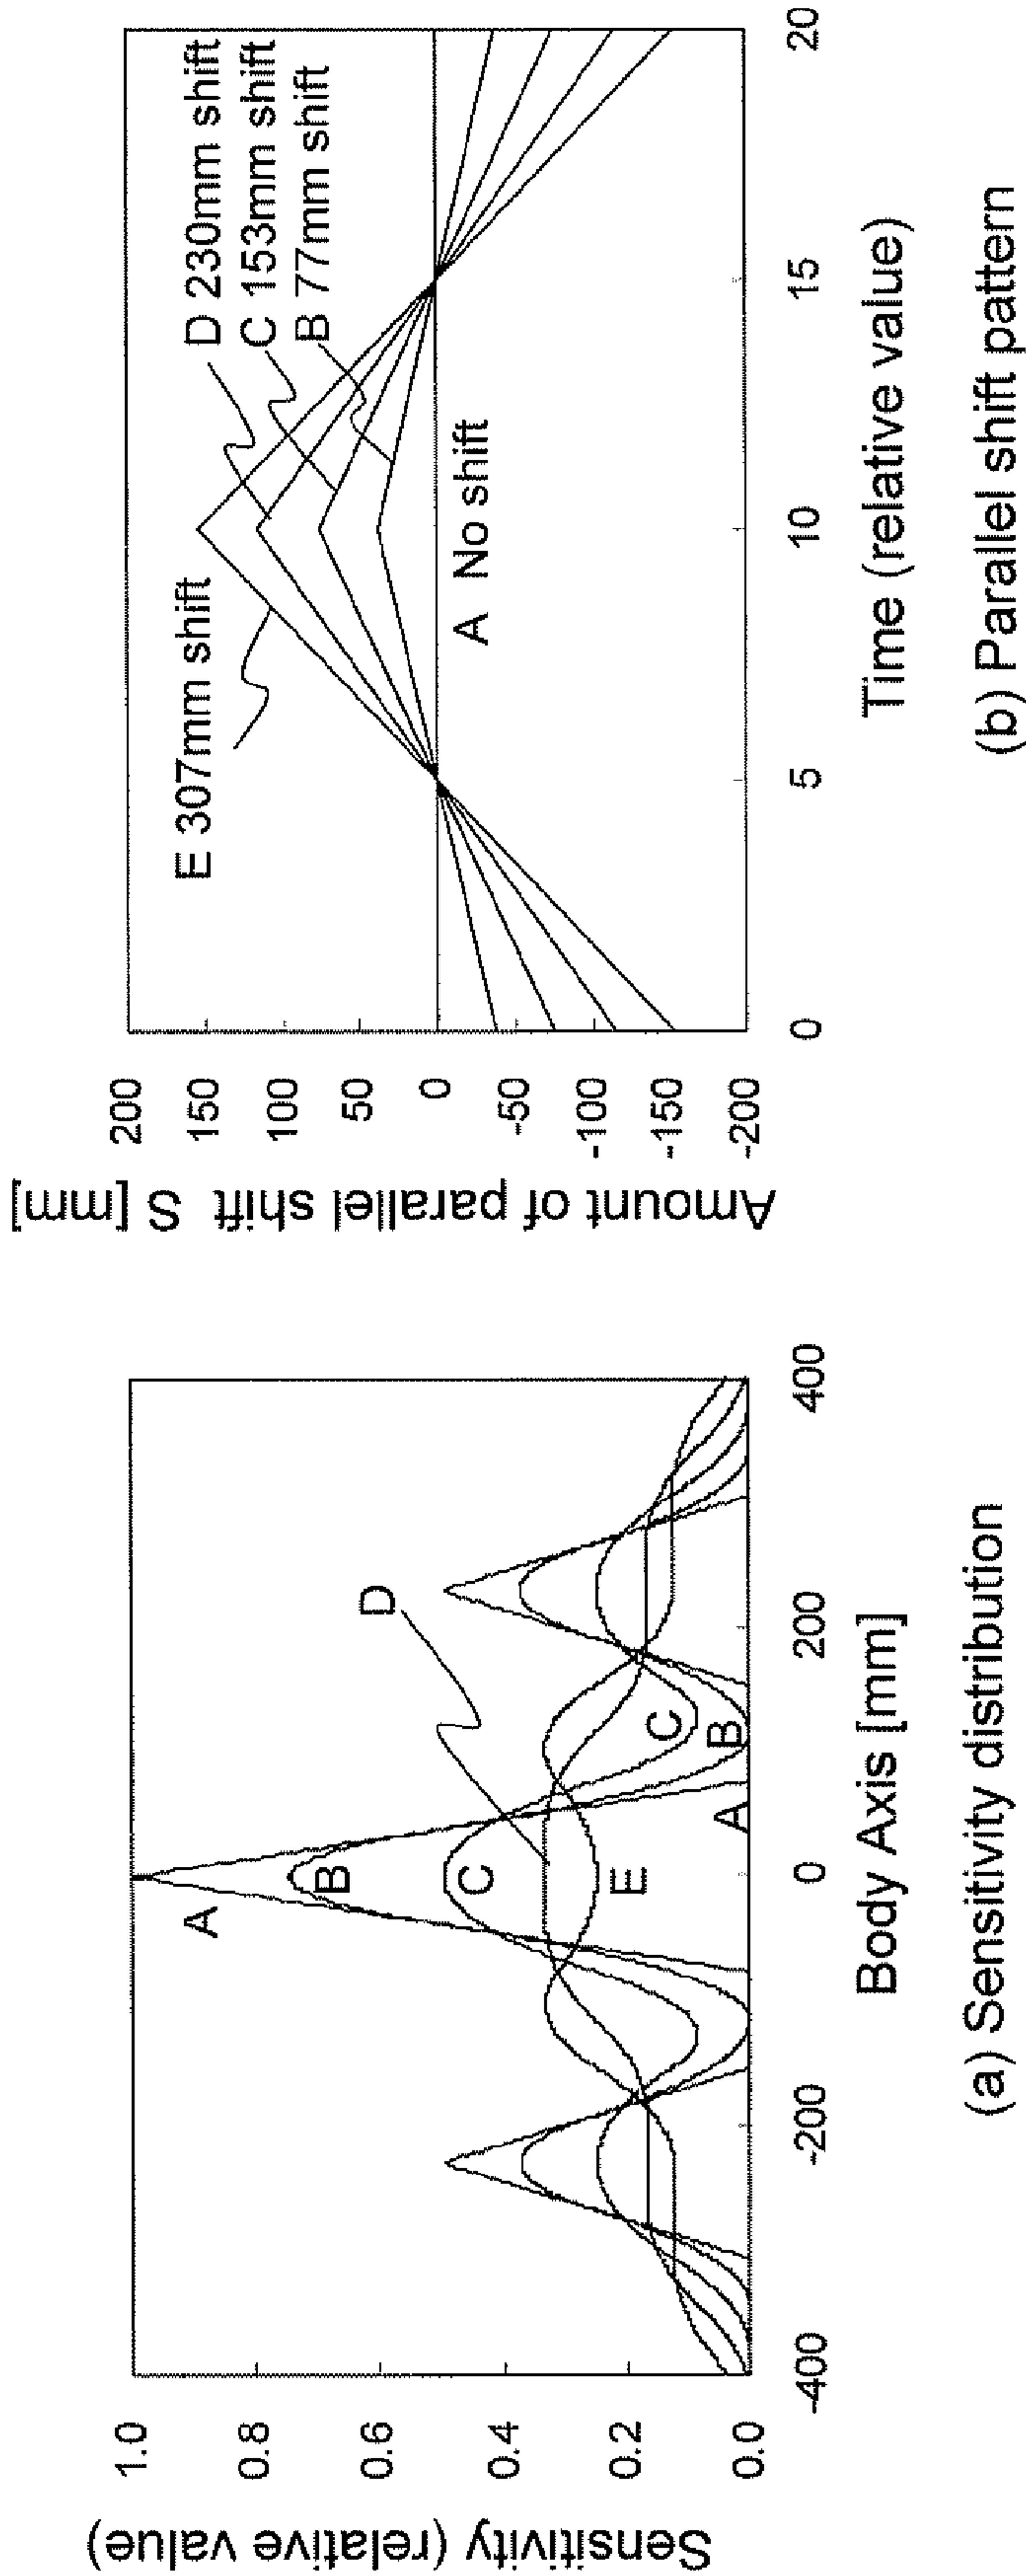 Sensitivity (relative value)
1.0
0.8
0.6
0.4
0.2
0.0
A
B
C
D
E
C
B
A
-400
-200
0
200
400
Body Axis [mm]
(a) Sensitivity distribution
Amount of parallel shift S [mm]
200
150
100
50
0
-50
-100
-150
-200
E 307mm shift
D 230mm shift
C 153mm shift
B 77mm shift
A No shift
0
5
10
15
20
Time (relative value)
(b) Parallel shift pattern